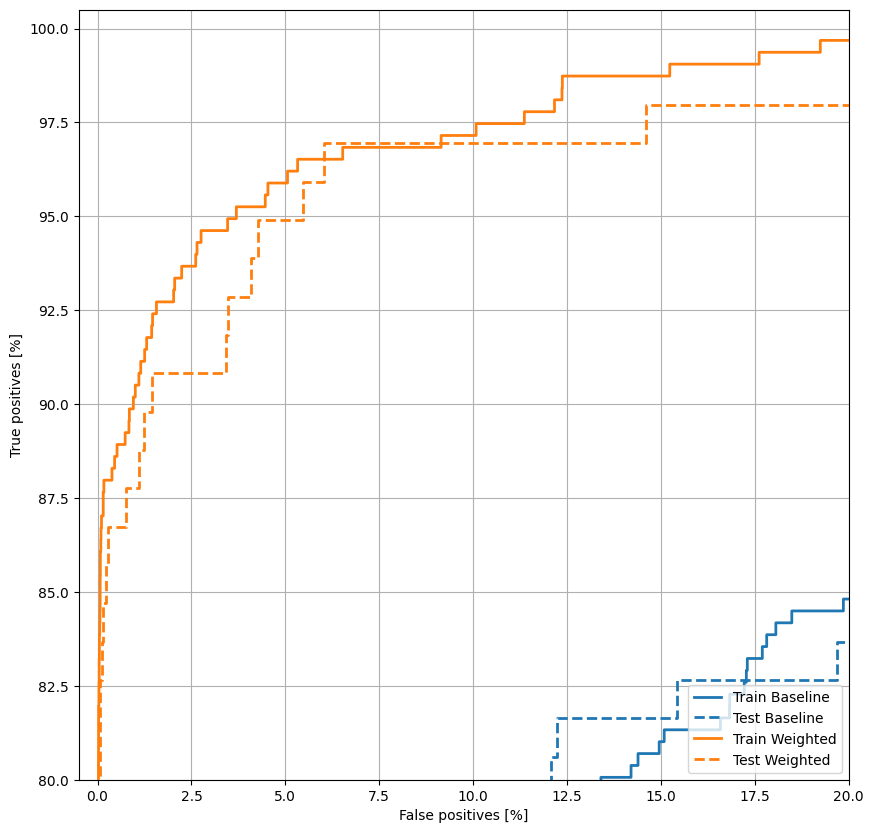 100.0
97.5
95.0
92.5
90.0
87.5
85.0
82.5
80.0
True positives [%]
0.0 2.5 5.0 7.5 10.0 12.5 15.0 17.5 20.0
False positives [%]
Train Baseline
Test Baseline
Train Weighted
Test Weighted